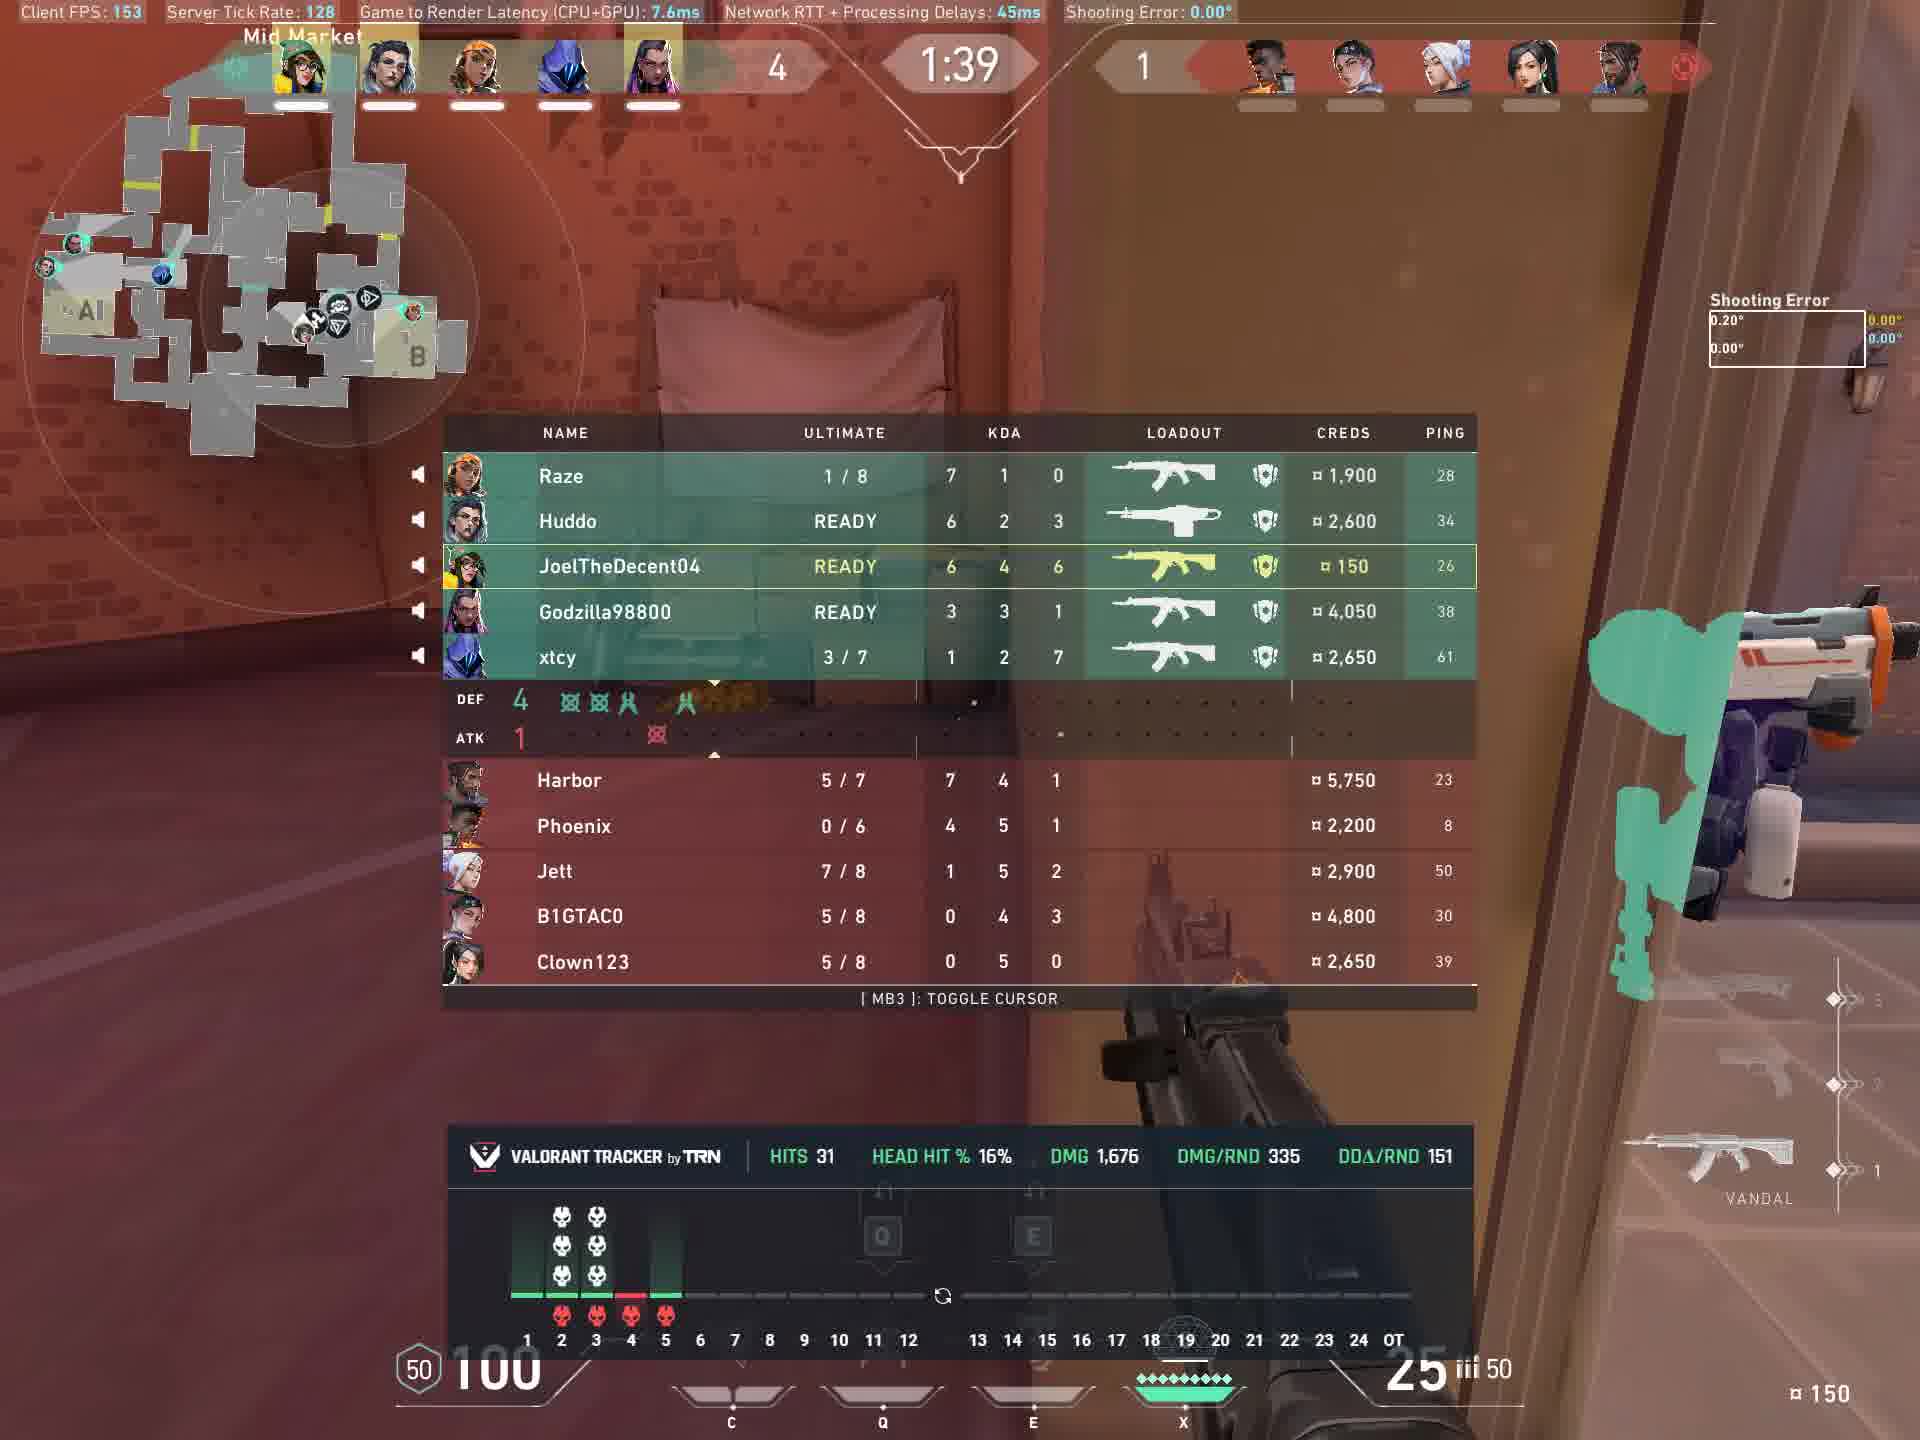 Client FPS: 153 Server Tick Rate: 128 Game to Render Latency (CPU+GPU): 7.6ms Network RTT + Processing Delays: 45ms Shooting Error: 0.00°
Mid Market
4 1:39 1
A
B
Shooting Error
0.20° 0.00°
0.00° 0.00°
NAME ULTIMATE KDA LOADOUT CREDS PING
Raze 1 / 8 7 1 0 ¤ 1,900 28
Huddo READY 6 2 3 ¤ 2,600 34
JoelTheDecent04 READY 6 4 6 ¤ 150 26
Godzilla98800 READY 3 3 1 ¤ 4,050 38
xtcy 3 / 7 1 2 7 ¤ 2,650 61
DEF 4
ATK 1
Harbor 5 / 7 7 4 1 ¤ 5,750 23
Phoenix 0 / 6 4 5 1 ¤ 2,200 8
Jett 7 / 8 1 5 2 ¤ 2,900 50
B1GTAC0 5 / 8 0 4 3 ¤ 4,800 30
Clown123 5 / 8 0 5 0 ¤ 2,650 39
[ MB3 ]: TOGGLE CURSOR
3
2
1
VANDAL
VALORANT TRACKER by TRN HITS 31 HEAD HIT % 16% DMG 1,676 DMG/RND 335 DDΔ/RND 151
Q E
1 2 3 4 5 6 7 8 9 10 11 12 13 14 15 16 17 18 19 20 21 22 23 24 OT
50 100 25 50
¤ 150
C Q E X